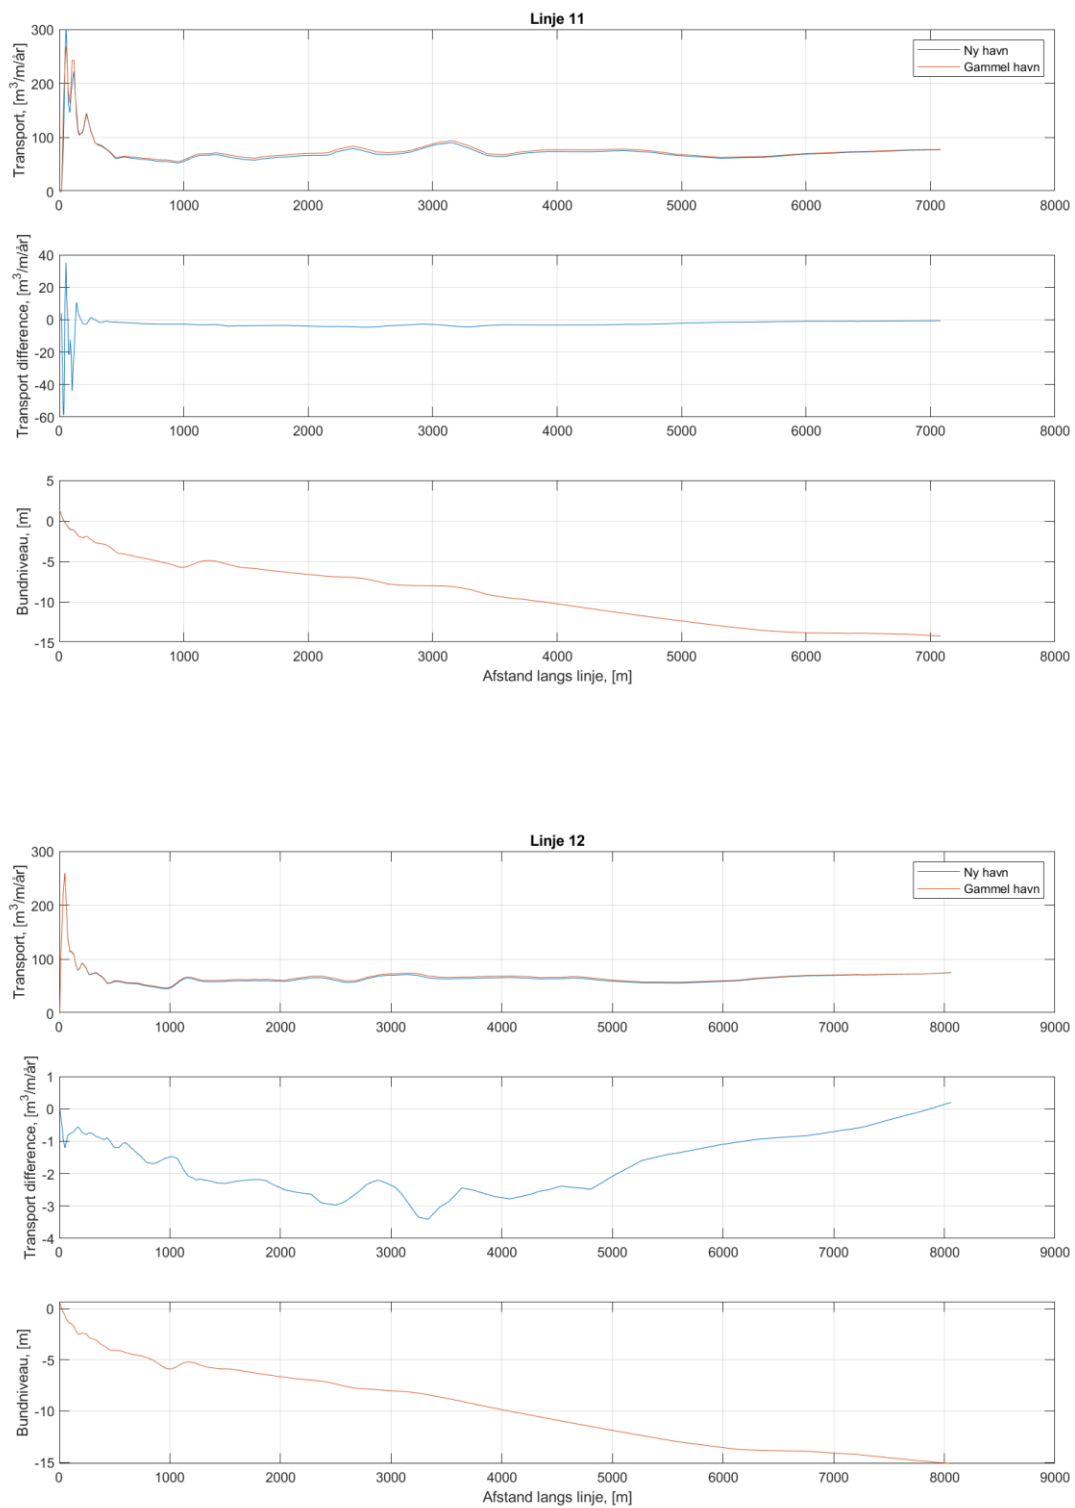 Linje 11
Transport, [m³/m/år]
300
200
100
0
Ny havn
Gammel havn
0 1000 2000 3000 4000 5000 6000 7000 8000
Transport difference, [m³/m/år]
40
20
0
-20
-40
-60
0 1000 2000 3000 4000 5000 6000 7000 8000
Bundniveau, [m]
5
0
-5
-10
-15
0 1000 2000 3000 4000 5000 6000 7000 8000
Afstand langs linje, [m]
Linje 12
Transport, [m³/m/år]
300
200
100
0
Ny havn
Gammel havn
0 1000 2000 3000 4000 5000 6000 7000 8000 9000
Transport difference, [m³/m/år]
1
0
-1
-2
-3
-4
0 1000 2000 3000 4000 5000 6000 7000 8000 9000
Bundniveau, [m]
0
-5
-10
-15
0 1000 2000 3000 4000 5000 6000 7000 8000 9000
Afstand langs linje, [m]